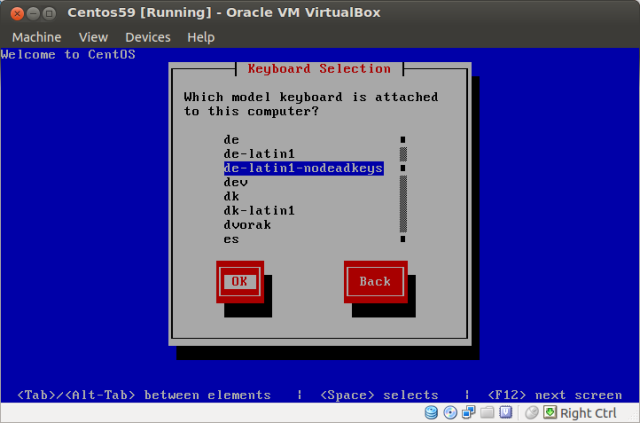 Centos59 [Running] - Oracle VM VirtualBox
Machine View Devices Help
Welcome to CentOS
Keyboard Selection
Which model keyboard is attached
to this computer?
de
de-latin1
de-latin1-nodeadkeys
dev
dk
dk-latin1
dvorak
es
OK Back
<Tab>/<Alt-Tab> between elements | <Space> selects | <F12> next screen
Right Ctrl